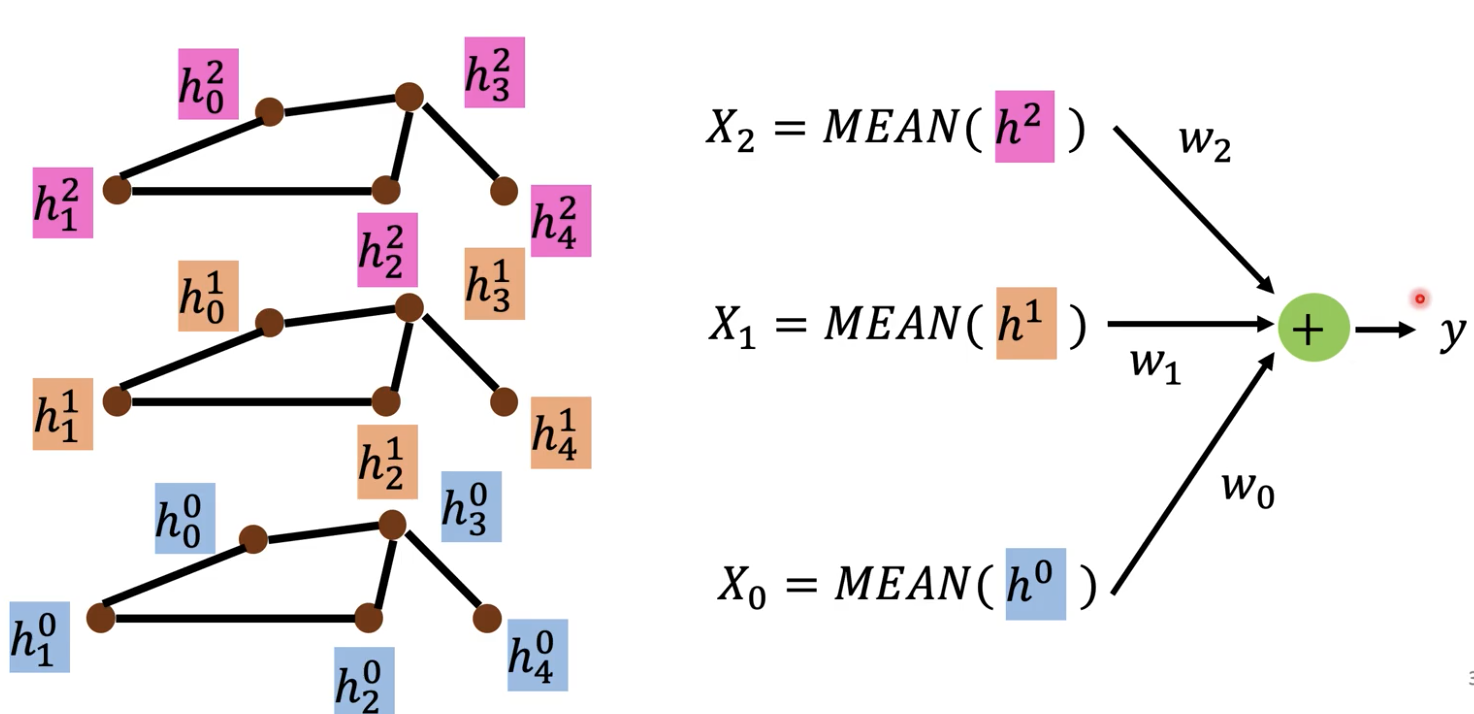 h_0^2
h_3^2
h_1^2
h_2^2
h_4^2
h_0^1
h_3^1
h_1^1
h_2^1
h_4^1
h_0^0
h_3^0
h_1^0
h_2^0
h_4^0
X_2 = MEAN( h^2 )
w_2
X_1 = MEAN( h^1 )
w_1
+
y
w_0
X_0 = MEAN( h^0 )